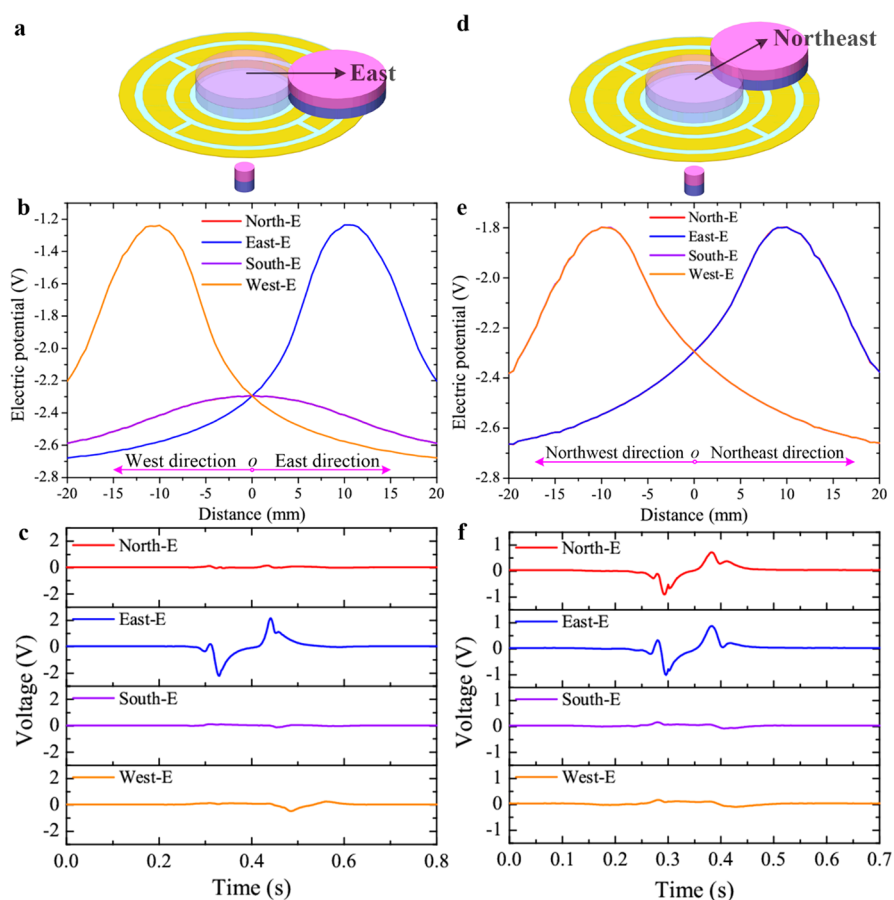 a
East
d
Northeast
b
Electric potential (V)
-1.2
-1.4
-1.6
-1.8
-2.0
-2.2
-2.4
-2.6
-2.8
North-E
East-E
South-E
West-E
West direction o East direction
-20 -15 -10 -5 0 5 10 15 20
Distance (mm)
e
Electric potential (V)
-1.8
-2.0
-2.2
-2.4
-2.6
-2.8
North-E
East-E
South-E
West-E
Northwest direction o Northeast direction
-20 -15 -10 -5 0 5 10 15 20
Distance (mm)
c
Voltage (V)
2
0
-2
North-E
2
0
-2
East-E
2
0
-2
South-E
2
0
-2
West-E
0.0 0.2 0.4 0.6 0.8
Time (s)
f
Voltage (V)
1
0
-1
North-E
1
0
-1
East-E
1
0
-1
South-E
1
0
-1
West-E
0.0 0.1 0.2 0.3 0.4 0.5 0.6 0.7
Time (s)